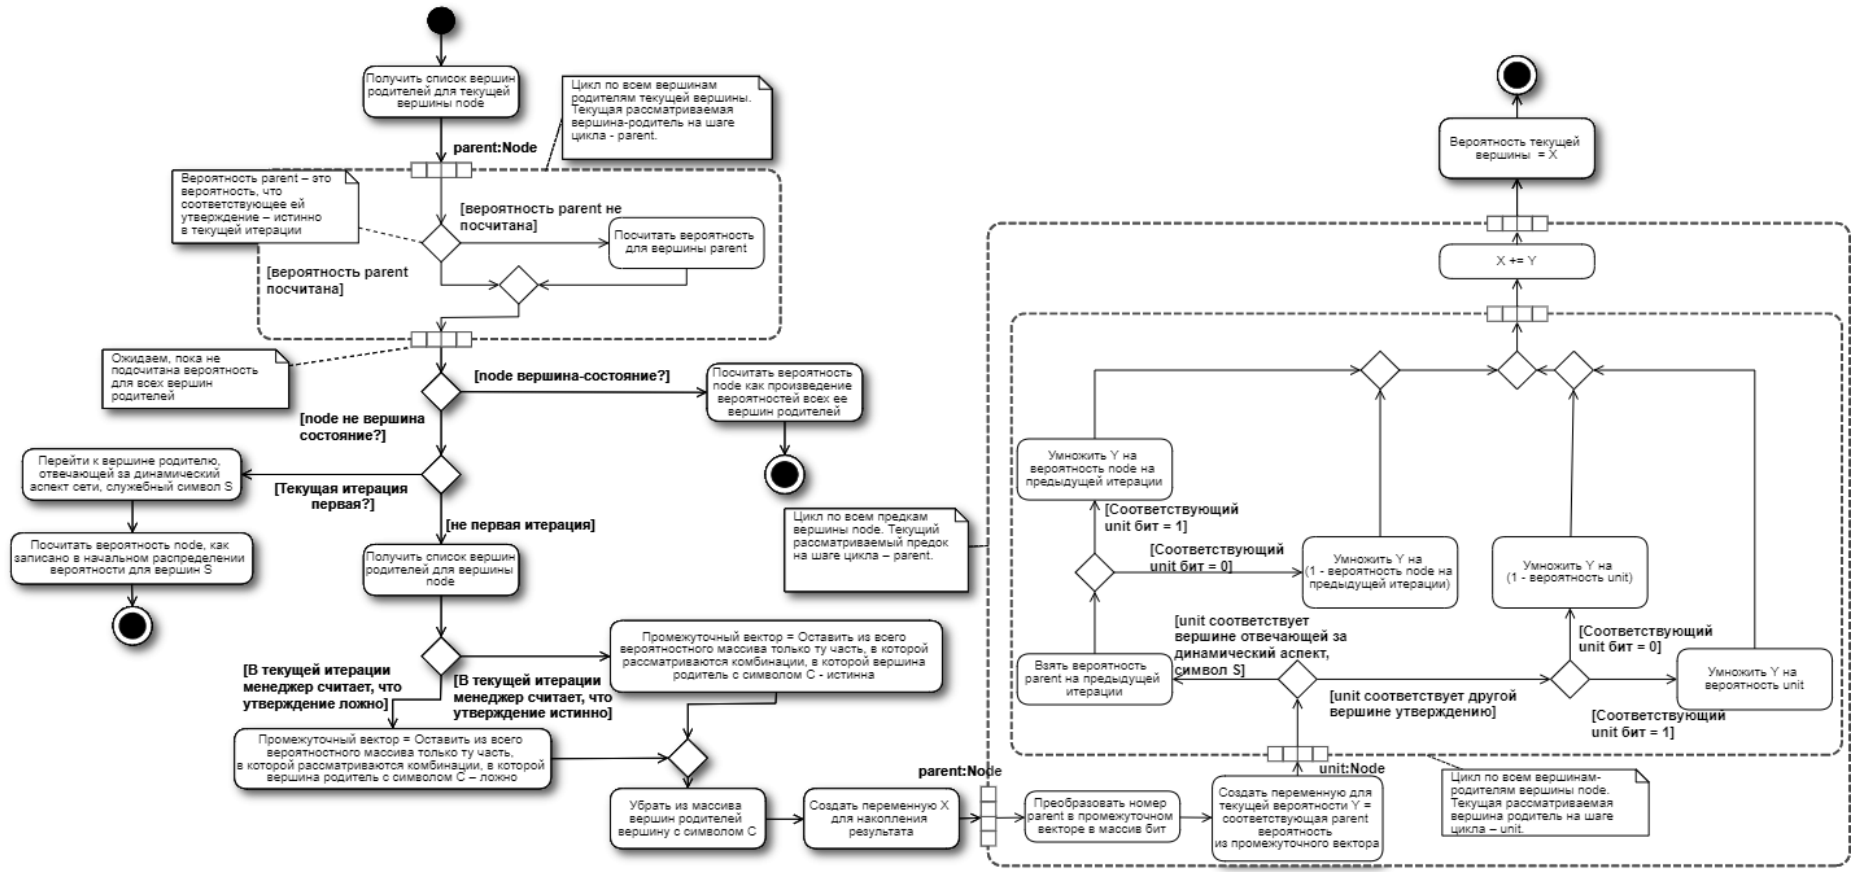 Получить список вершин
родителей для текущей
вершины node
Цикл по всем вершинам
родителям текущей вершины.
Текущая рассматриваемая
вершина-родитель на шаге
цикла - parent.
parent:Node
Вероятность parent – это
вероятность, что
соответствующее ей
утверждение – истинно
в текущей итерации
[вероятность parent не
посчитана]
Посчитать вероятность
для вершины parent
[вероятность parent
посчитана]
Ожидаем, пока не
подсчитана вероятность
для всех вершин
родителей
[node вершина-состояние?]
Посчитать вероятность
node как произведение
вероятностей всех ее
вершин родителей
[node не вершина
состояние?]
Перейти к вершине родителю,
отвечающей за динамический
аспект сети, служебный символ S
[Текущая итерация
первая?]
[не первая итерация]
Посчитать вероятность node, как
записано в начальном распределении
вероятности для вершин S
Получить список вершин
родителей для вершины
node
[В текущей итерации
менеджер считает, что
утверждение ложно]
[В текущей итерации
менеджер считает, что
утверждение истинно]
Промежуточный вектор = Оставить из всего
вероятностного массива только ту часть, в
которой рассматриваются комбинации, в которой вершина
родитель с символом С - истинна
Промежуточный вектор = Оставить из всего
вероятностного массива только ту часть,
в которой рассматриваются комбинации, в которой
вершина родитель с символом С – ложно
Убрать из массива
вершин родителей
вершину с символом С
Создать переменную X
для накопления
результата
parent:Node
Преобразовать номер
parent в промежуточном
векторе в массив бит
Создать переменную для
текущей вероятности Y =
соответствующая parent
вероятность
из промежуточного вектора
unit:Node
Цикл по всем вершинам-
родителям вершины node.
Текущая рассматриваемая
вершина родитель на шаге
цикла – unit.
Цикл по всем предкам
вершины node. Текущий
рассматриваемый предок
на шаге цикла – parent.
[unit соответствует
вершине отвечающей за
динамический аспект,
символ S]
[unit соответствует другой
вершине утверждению]
Взять вероятность
parent на предыдущей
итерации
[Соответствующий
unit бит = 1]
[Соответствующий
unit бит = 0]
Умножить Y на
вероятность node на
предыдущей итерации
Умножить Y на
(1 - вероятность node на
предыдущей итерации)
Умножить Y на
(1 - вероятность unit)
[Соответствующий
unit бит = 0]
Умножить Y на
вероятность unit
[Соответствующий
unit бит = 1]
X += Y
Вероятность текущей
вершины = X